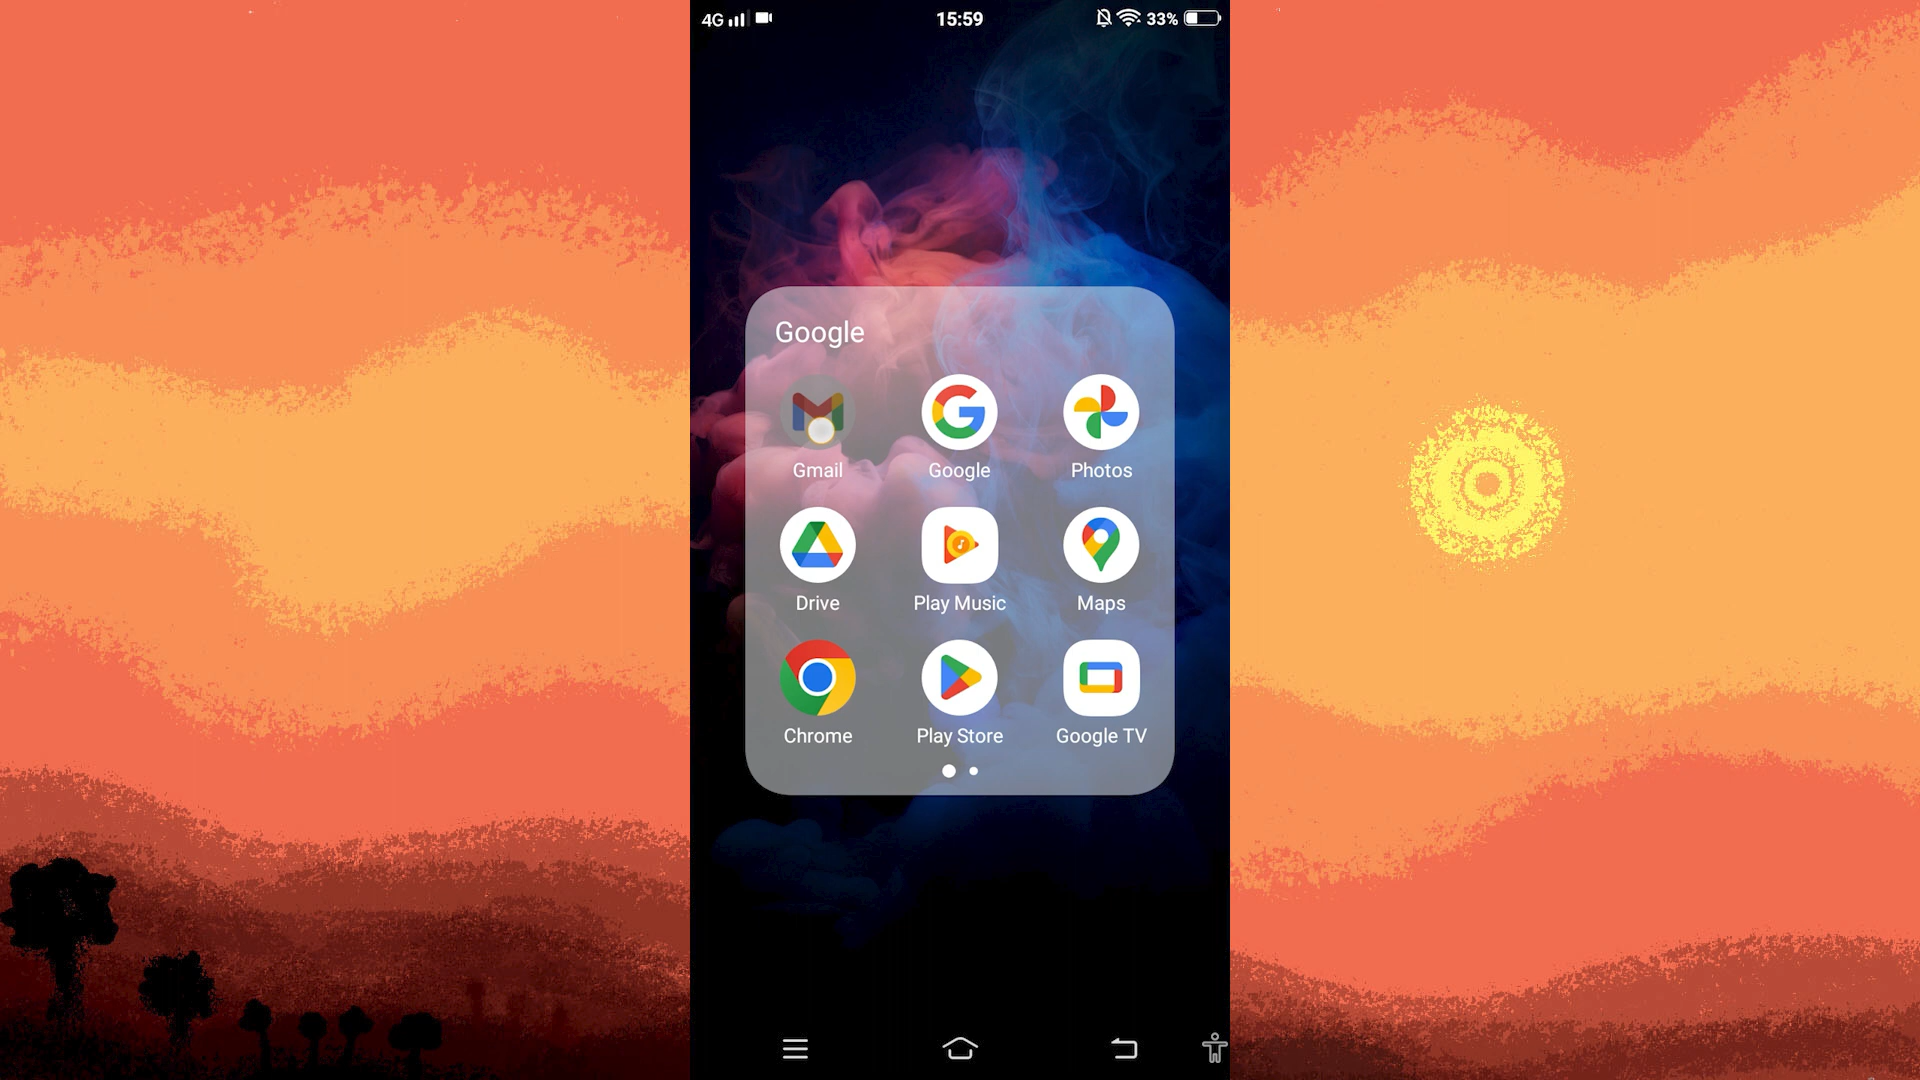 4G 15:59 33%
Google
Gmail Google Photos
Drive Play Music Maps
Chrome Play Store Google TV